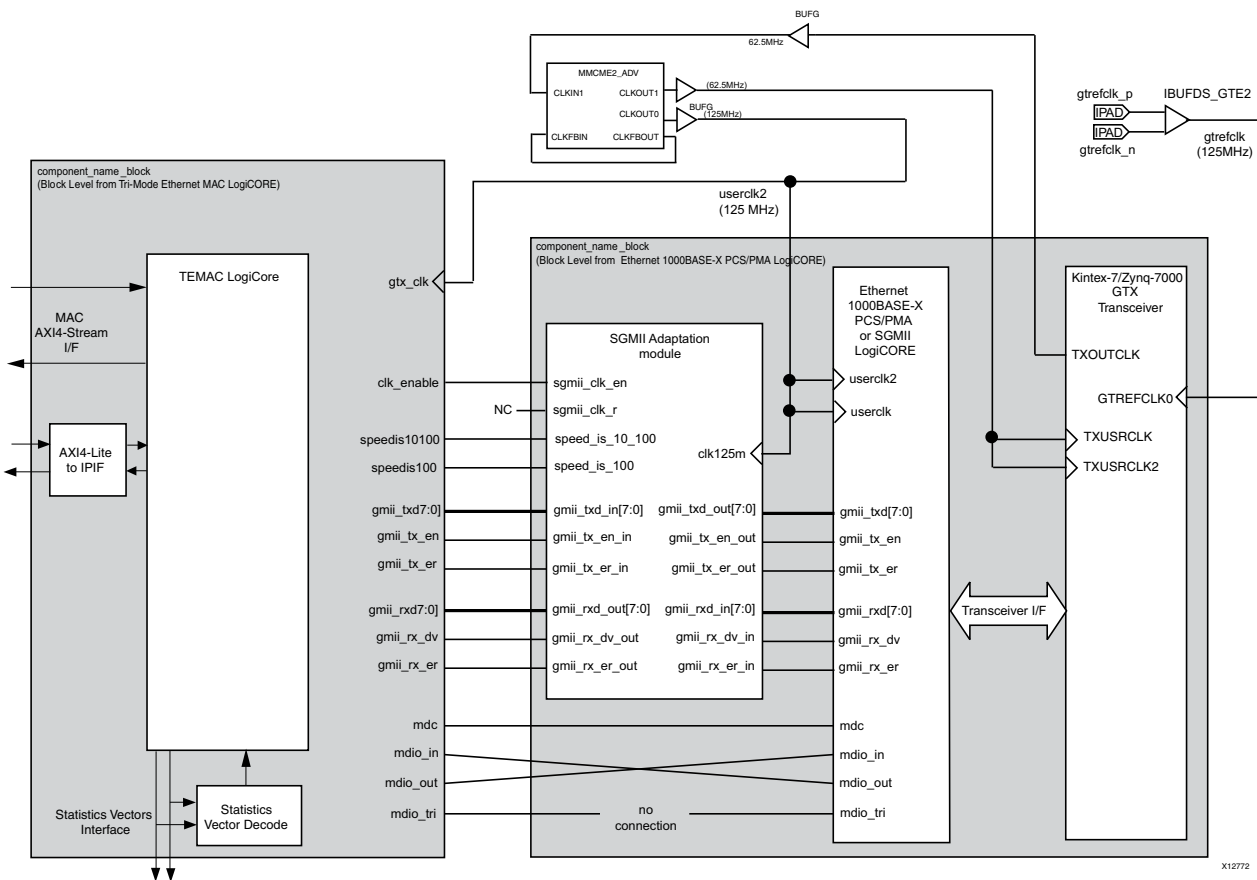 BUFG
62.5MHz
MMCME2_ADV
CLKIN1
CLKOUT1
(62.5MHz)
CLKOUT0
BUFG
(125MHz)
CLKFBIN
CLKFBOUT
gtrefclk_p
IBUFDS_GTE2
IPAD
IPAD
gtrefclk_n
gtrefclk
(125MHz)
component_name_block
(Block Level from Tri-Mode Ethernet MAC LogiCORE)
userclk2
(125 MHz)
component_name_block
(Block Level from Ethernet 1000BASE-X PCS/PMA LogiCORE)
TEMAC LogiCore
gtx_clk
MAC
AXI4-Stream
I/F
AXI4-Lite
to IPIF
Statistics Vectors
Interface
Statistics
Vector Decode
clk_enable
speedis10100
speedis100
gmii_txd7:0]
gmii_tx_en
gmii_tx_er
gmii_rxd7:0]
gmii_rx_dv
gmii_rx_er
mdc
mdio_in
mdio_out
mdio_tri
NC
SGMII Adaptation
module
sgmii_clk_en
sgmii_clk_r
speed_is_10_100
speed_is_100
clk125m
gmii_txd_in[7:0]
gmii_txd_out[7:0]
gmii_tx_en_in
gmii_tx_en_out
gmii_tx_er_in
gmii_tx_er_out
gmii_rxd_out[7:0]
gmii_rxd_in[7:0]
gmii_rx_dv_out
gmii_rx_dv_in
gmii_rx_er_out
gmii_rx_er_in
no
connection
Ethernet
1000BASE-X
PCS/PMA
or SGMII
LogiCORE
userclk2
userclk
gmii_txd[7:0]
gmii_tx_en
gmii_tx_er
gmii_rxd[7:0]
gmii_rx_dv
gmii_rx_er
mdc
mdio_in
mdio_out
mdio_tri
Transceiver I/F
Kintex-7/Zynq-7000
GTX
Transceiver
TXOUTCLK
GTREFCLK0
TXUSRCLK
TXUSRCLK2
X12772